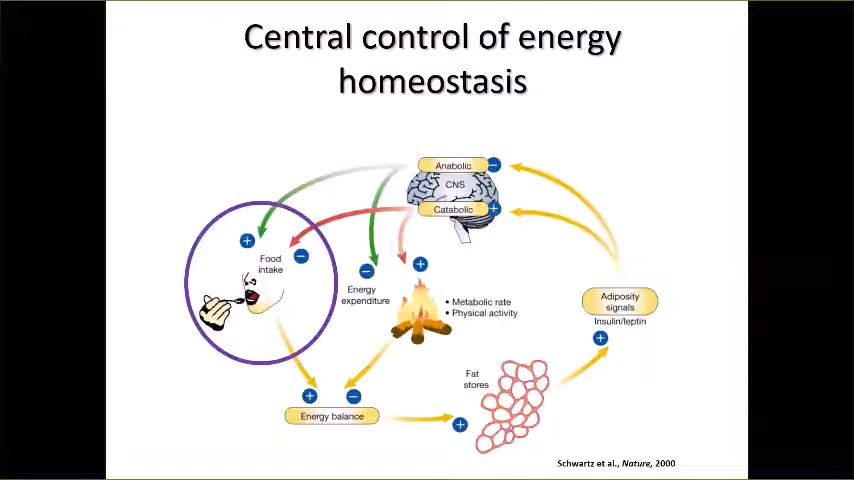 Central control of energy
homeostasis
Anabolic
−
CNS
Catabolic
+
+
Food
intake
−
−
Energy
expenditure
+
• Metabolic rate
• Physical activity
Adiposity
signals
Insulin/leptin
+
Fat
stores
+
−
Energy balance
+
Schwartz et al., Nature, 2000